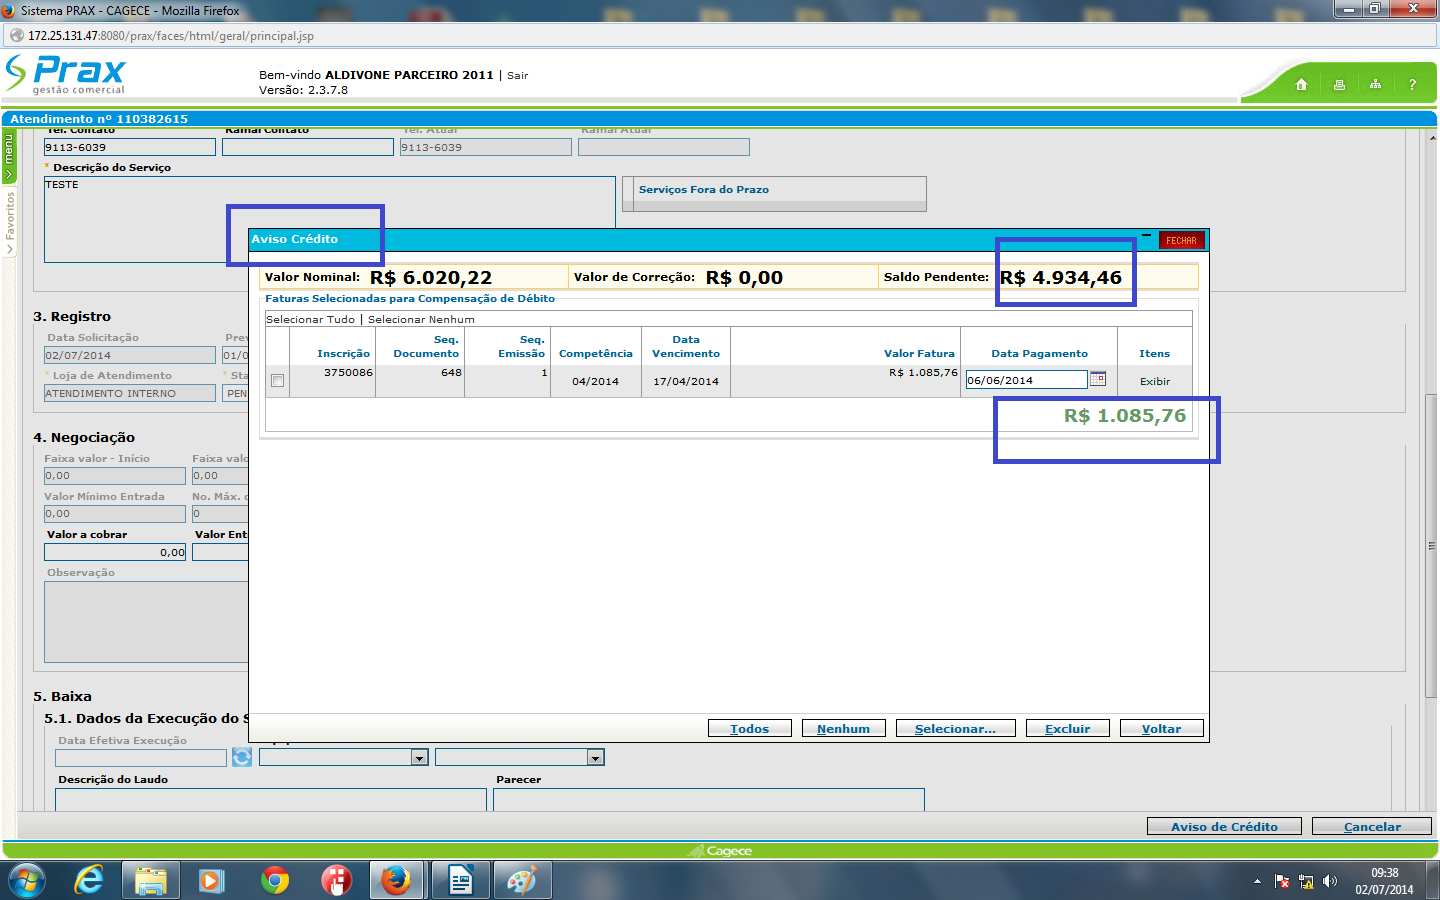 Sistema PRAX - CAGECE - Mozilla Firefox
172.25.131.47:8080/prax/faces/html/geral/principal.jsp
Prax
gestão comercial
Bem-vindo ALDIVONE PARCEIRO 2011 | Sair
Versão: 2.3.7.8
?
Atendimento nº 110382615
menu
Favoritos
Tel. Contato Ramal Contato Tel. Atual Ramal Atual
9113-6039 9113-6039
* Descrição do Serviço
TESTE
Serviços Fora do Prazo
Aviso Crédito
FECHAR
Valor Nominal: R$ 6.020,22 Valor de Correção: R$ 0,00 Saldo Pendente: R$ 4.934,46
Faturas Selecionadas para Compensação de Débito
Selecionar Tudo | Selecionar Nenhum
Inscrição Seq. Documento Seq. Emissão Competência Data Vencimento Valor Fatura Data Pagamento Itens
3750086 648 1 04/2014 17/04/2014 R$ 1.085,76 06/06/2014 Exibir
R$ 1.085,76
Todos Nenhum Selecionar... Excluir Voltar
3. Registro
Data Solicitação Prev
02/07/2014 01/0
* Loja de Atendimento * Sta
ATENDIMENTO INTERNO PEN
4. Negociação
Faixa valor - Início Faixa valo
0,00 0,00
Valor Mínimo Entrada No. Máx. 
0,00 0
Valor a cobrar Valor Ent
0,00
Observação
5. Baixa
5.1. Dados da Execução do S
Data Efetiva Execução
Descrição do Laudo Parecer
Aviso de Crédito Cancelar
Cagece
09:38
02/07/2014